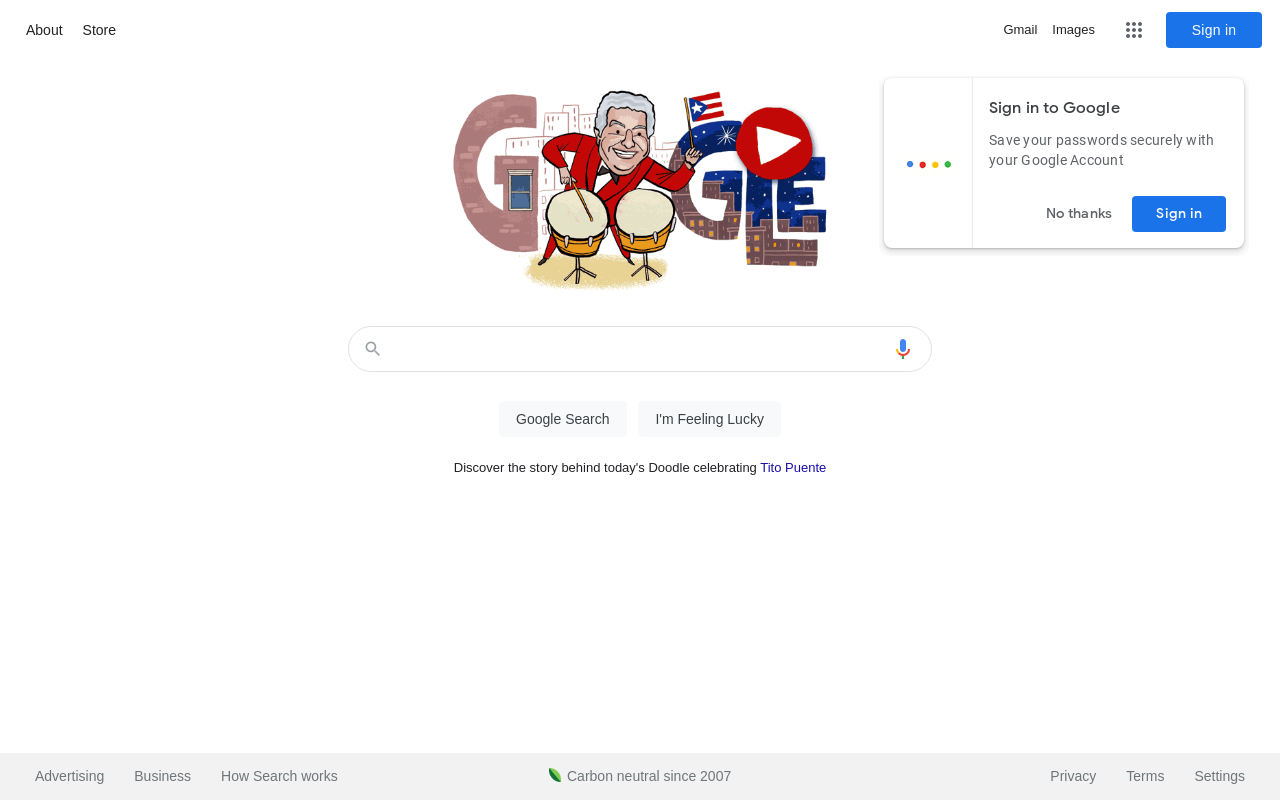 About Store
Gmail Images Sign in
GOOGLE
Sign in to Google
Save your passwords securely with
your Google Account
No thanks Sign in
Google Search I'm Feeling Lucky
Discover the story behind today's Doodle celebrating Tito Puente
Advertising Business How Search works
Carbon neutral since 2007
Privacy Terms Settings